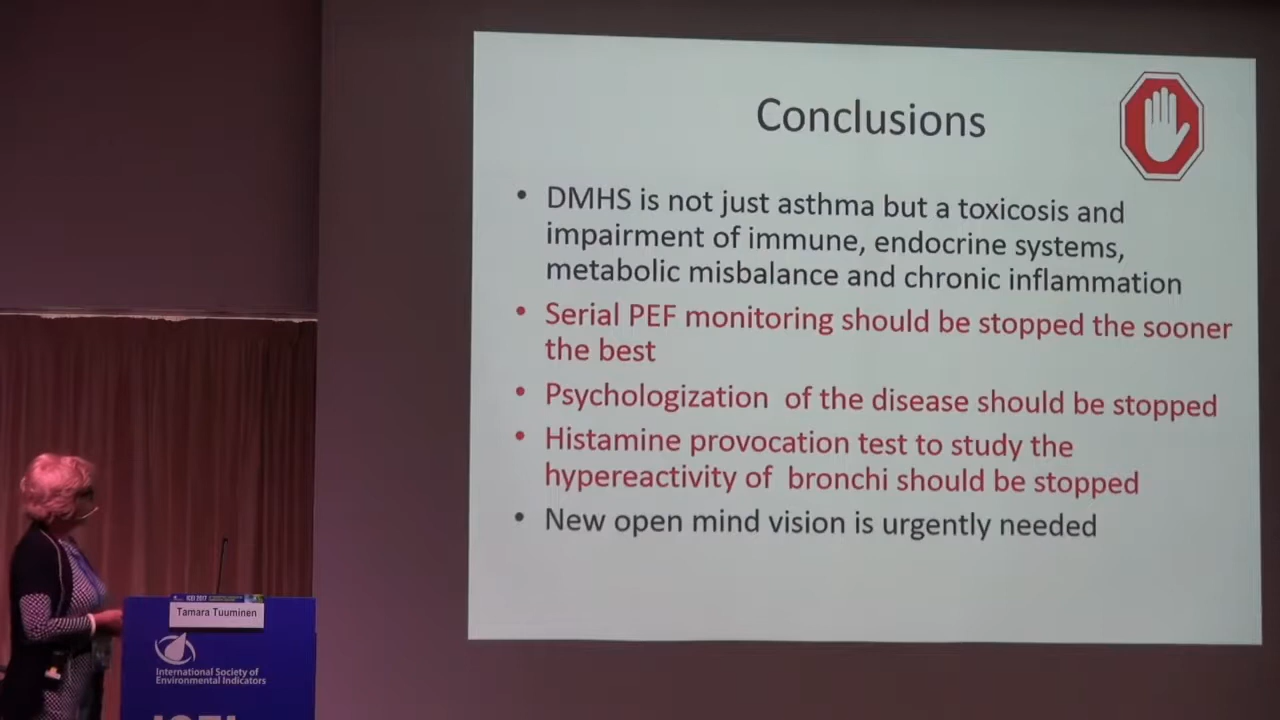 Conclusions
• DMHS is not just asthma but a toxicosis and
impairment of immune, endocrine systems,
metabolic misbalance and chronic inflammation
• Serial PEF monitoring should be stopped the sooner
the best
• Psychologization of the disease should be stopped
• Histamine provocation test to study the
hypereactivity of bronchi should be stopped
• New open mind vision is urgently needed
ICEI 2017
Tamara Tuuminen
International Society of
Environmental Indicators